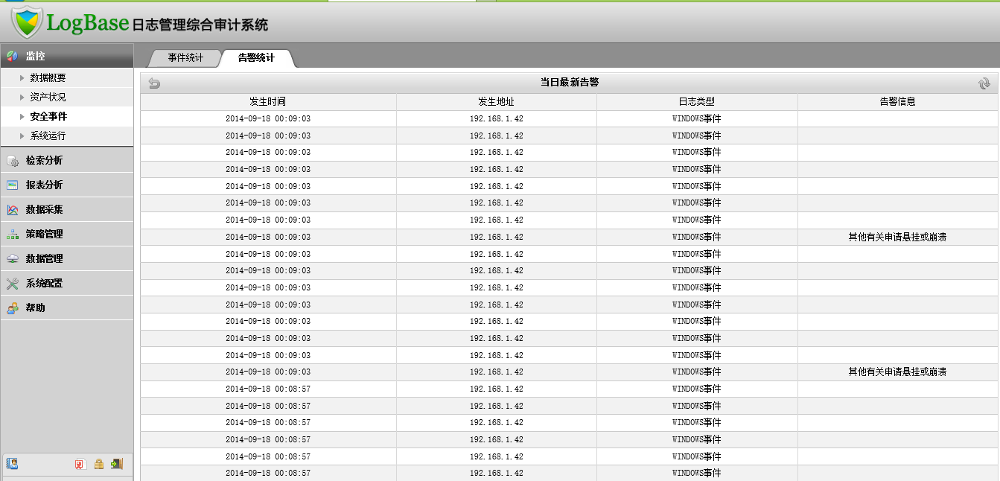 LogBase日志管理综合审计系统
监控
数据概要
资产状况
安全事件
系统运行
检索分析
报表分析
数据采集
策略管理
数据管理
系统配置
帮助
事件统计 告警统计
当日最新告警
发生时间 发生地址 日志类型 告警信息
2014-09-18 00:09:03 192.168.1.42 WINDOWS事件
2014-09-18 00:09:03 192.168.1.42 WINDOWS事件
2014-09-18 00:09:03 192.168.1.42 WINDOWS事件
2014-09-18 00:09:03 192.168.1.42 WINDOWS事件
2014-09-18 00:09:03 192.168.1.42 WINDOWS事件
2014-09-18 00:09:03 192.168.1.42 WINDOWS事件
2014-09-18 00:09:03 192.168.1.42 WINDOWS事件
2014-09-18 00:09:03 192.168.1.42 WINDOWS事件 其他有关申请悬挂或崩溃
2014-09-18 00:09:03 192.168.1.42 WINDOWS事件
2014-09-18 00:09:03 192.168.1.42 WINDOWS事件
2014-09-18 00:09:03 192.168.1.42 WINDOWS事件
2014-09-18 00:09:03 192.168.1.42 WINDOWS事件
2014-09-18 00:09:03 192.168.1.42 WINDOWS事件
2014-09-18 00:09:03 192.168.1.42 WINDOWS事件
2014-09-18 00:09:03 192.168.1.42 WINDOWS事件
2014-09-18 00:09:03 192.168.1.42 WINDOWS事件 其他有关申请悬挂或崩溃
2014-09-18 00:08:57 192.168.1.42 WINDOWS事件
2014-09-18 00:08:57 192.168.1.42 WINDOWS事件
2014-09-18 00:08:57 192.168.1.42 WINDOWS事件
2014-09-18 00:08:57 192.168.1.42 WINDOWS事件
2014-09-18 00:08:57 192.168.1.42 WINDOWS事件
2014-09-18 00:08:57 192.168.1.42 WINDOWS事件